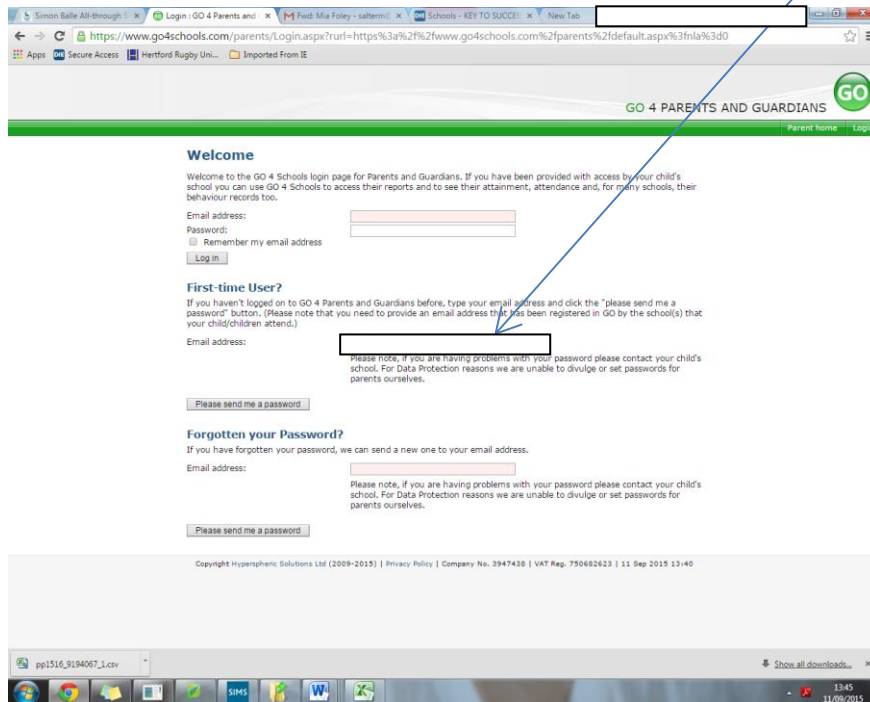 Simon Balle All-through
Login : GO 4 Parents and
Fwd: Mia Foley - salterm
Schools - KEY TO SUCCE
New Tab
https://www.go4schools.com/parents/Login.aspx?rurl=https%3a%2f%2fwww.go4schools.com%2fparents%2fdefault.aspx%3fnla%3d0
Apps DfE Secure Access Hertford Rugby Uni... Imported From IE
GO 4 PARENTS AND GUARDIANS GO
Parent home Logi
Welcome
Welcome to the GO 4 Schools login page for Parents and Guardians. If you have been provided with access by your child's
school you can use GO 4 Schools to access their reports and to see their attainment, attendance and, for many schools, their
behaviour records too.
Email address:
Password:
Remember my email address
Log in
First-time User?
If you haven't logged on to GO 4 Parents and Guardians before, type your email address and click the "please send me a
password" button. (Please note that you need to provide an email address that has been registered in GO by the school(s) that
your child/children attend.)
Email address:
Please note, if you are having problems with your password please contact your child's
school. For Data Protection reasons we are unable to divulge or set passwords for
parents ourselves.
Please send me a password
Forgotten your Password?
If you have forgotten your password, we can send a new one to your email address.
Email address:
Please note, if you are having problems with your password please contact your child's
school. For Data Protection reasons we are unable to divulge or set passwords for
parents ourselves.
Please send me a password
Copyright Hyperspheric Solutions Ltd (2009-2015) | Privacy Policy | Company No. 3947438 | VAT Reg. 750682623 | 11 Sep 2015 13:40
pp1516_9194067_1.csv
Show all downloads...
SIMS
13:45
11/09/2015